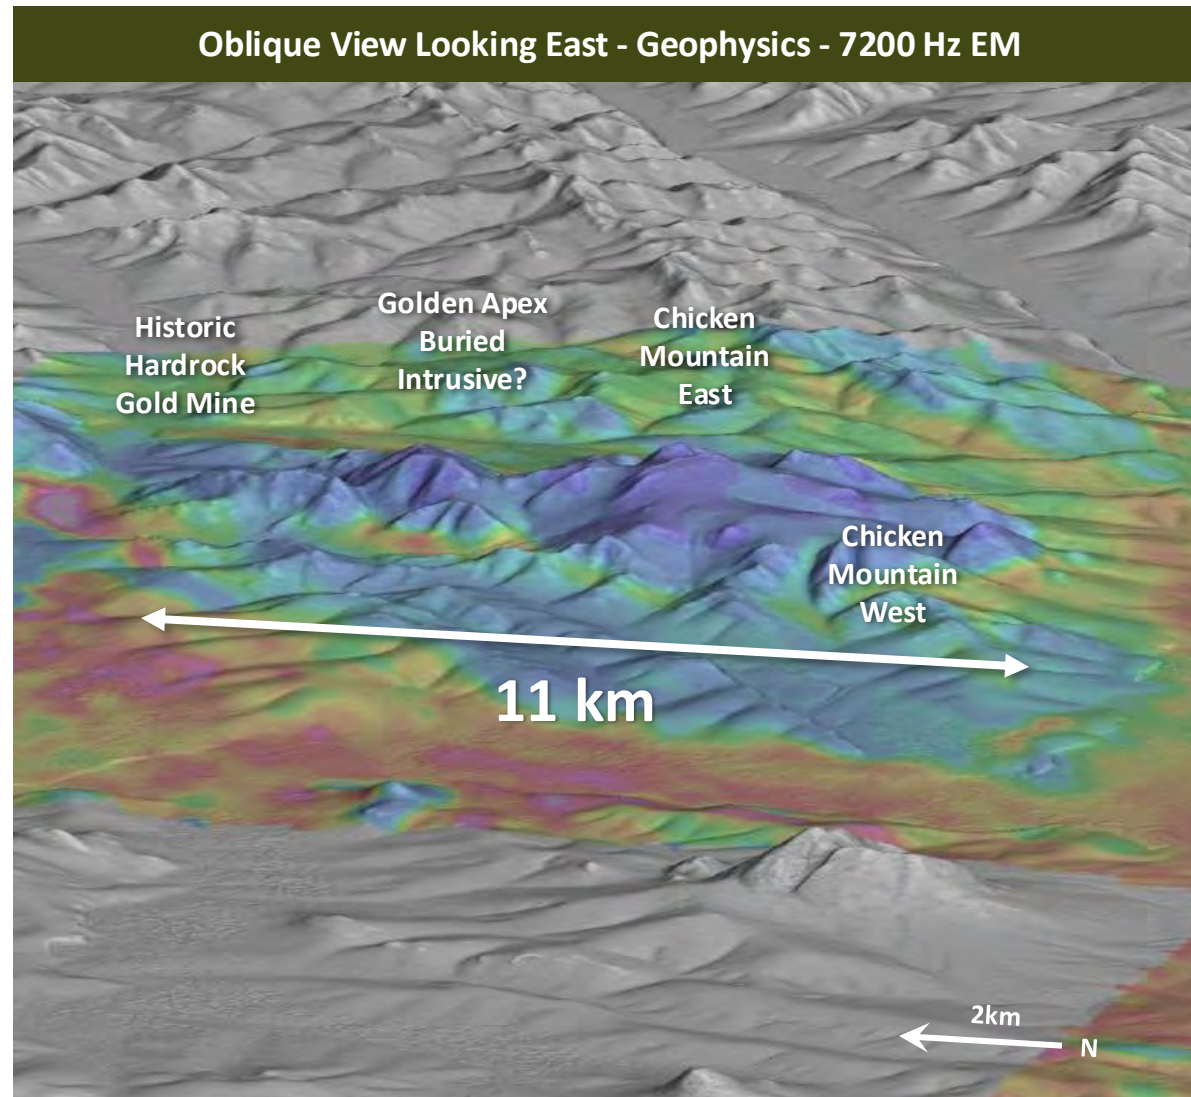 Oblique View Looking East - Geophysics - 7200 Hz EM
Historic
Hardrock
Gold Mine
Golden Apex
Buried
Intrusive?
Chicken
Mountain
East
Chicken
Mountain
West
11 km
2km
N